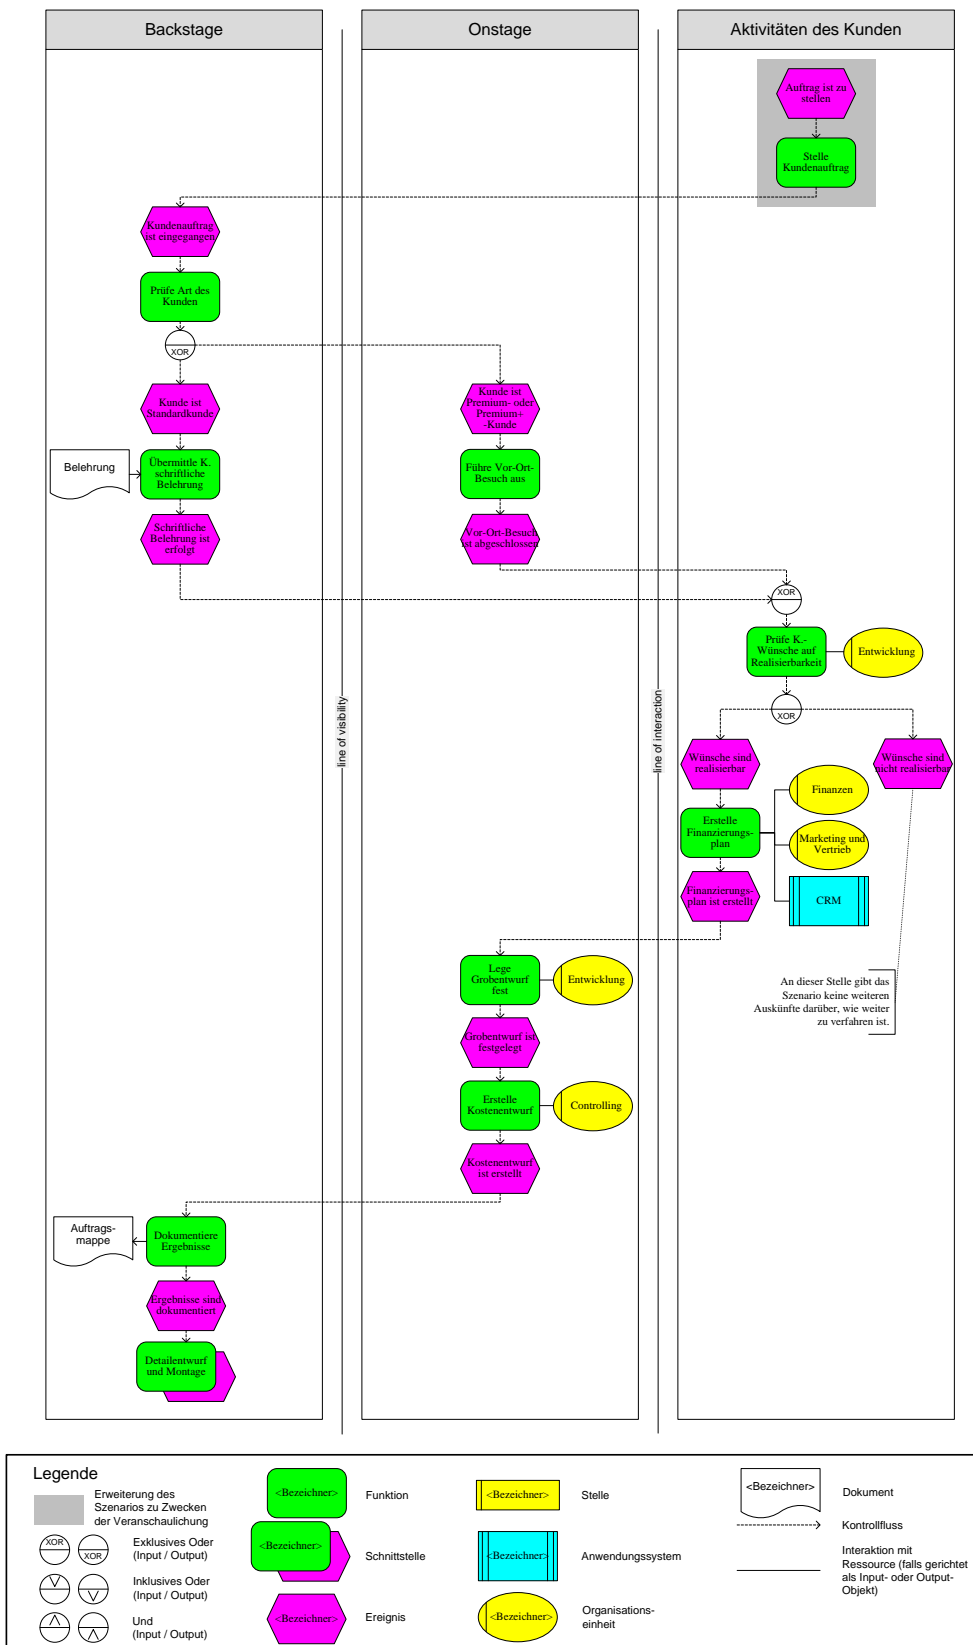 Backstage
Onstage
Aktivitäten des Kunden
Auftrag ist zu
stellen
Stelle
Kundenauftrag
Kundenauftrag
ist eingegangen
Prüfe Art des
Kunden
XOR
Kunde ist
Standardkunde
Kunde ist
Premium- oder
Premium+
-Kunde
Belehrung
Übermittle K.
schriftliche
Belehrung
Führe Vor-Ort-
Besuch aus
Schriftliche
Belehrung ist
erfolgt
Vor-Ort-Besuch
ist abgeschlossen
XOR
Prüfe K.-
Wünsche auf
Realisierbarkeit
Entwicklung
XOR
line of visibility
line of interaction
Wünsche sind
realisierbar
Wünsche sind
nicht realisierbar
Finanzen
Erstelle
Finanzierungs-
plan
Marketing und
Vertrieb
Finanzierungs-
plan ist erstellt
CRM
Lege
Grobentwurf
fest
Entwicklung
An dieser Stelle gibt das
Szenario keine weiteren
Auskünfte darüber, wie weiter
zu verfahren ist.
Grobentwurf ist
festgelegt
Erstelle
Kostenentwurf
Controlling
Kostenentwurf
ist erstellt
Auftrags-
mappe
Dokumentiere
Ergebnisse
Ergebnisse sind
dokumentiert
Detailentwurf
und Montage
Legende
Erweiterung des
Szenarios zu Zwecken
der Veranschaulichung
XOR
XOR
Exklusives Oder
(Input / Output)
Inklusives Oder
(Input / Output)
Und
(Input / Output)
<Bezeichner>
Funktion
<Bezeichner>
Schnittstelle
<Bezeichner>
Ereignis
<Bezeichner>
Stelle
<Bezeichner>
Anwendungssystem
<Bezeichner>
Organisations-
einheit
<Bezeichner>
Dokument
Kontrollfluss
Interaktion mit
Ressource (falls gerichtet
als Input- oder Output-
Objekt)